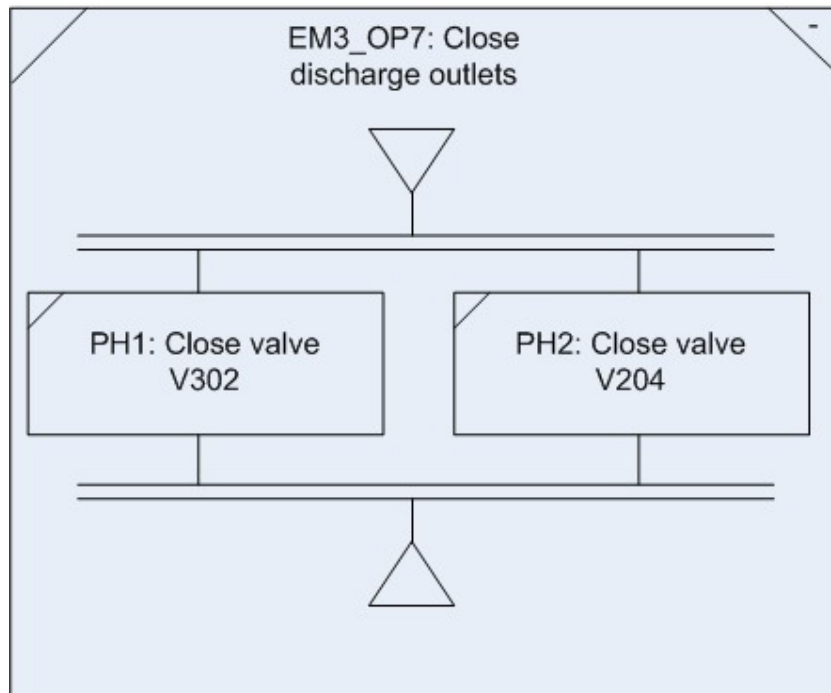 EM3_OP7: Close
discharge outlets
-
PH1: Close valve
V302
PH2: Close valve
V204